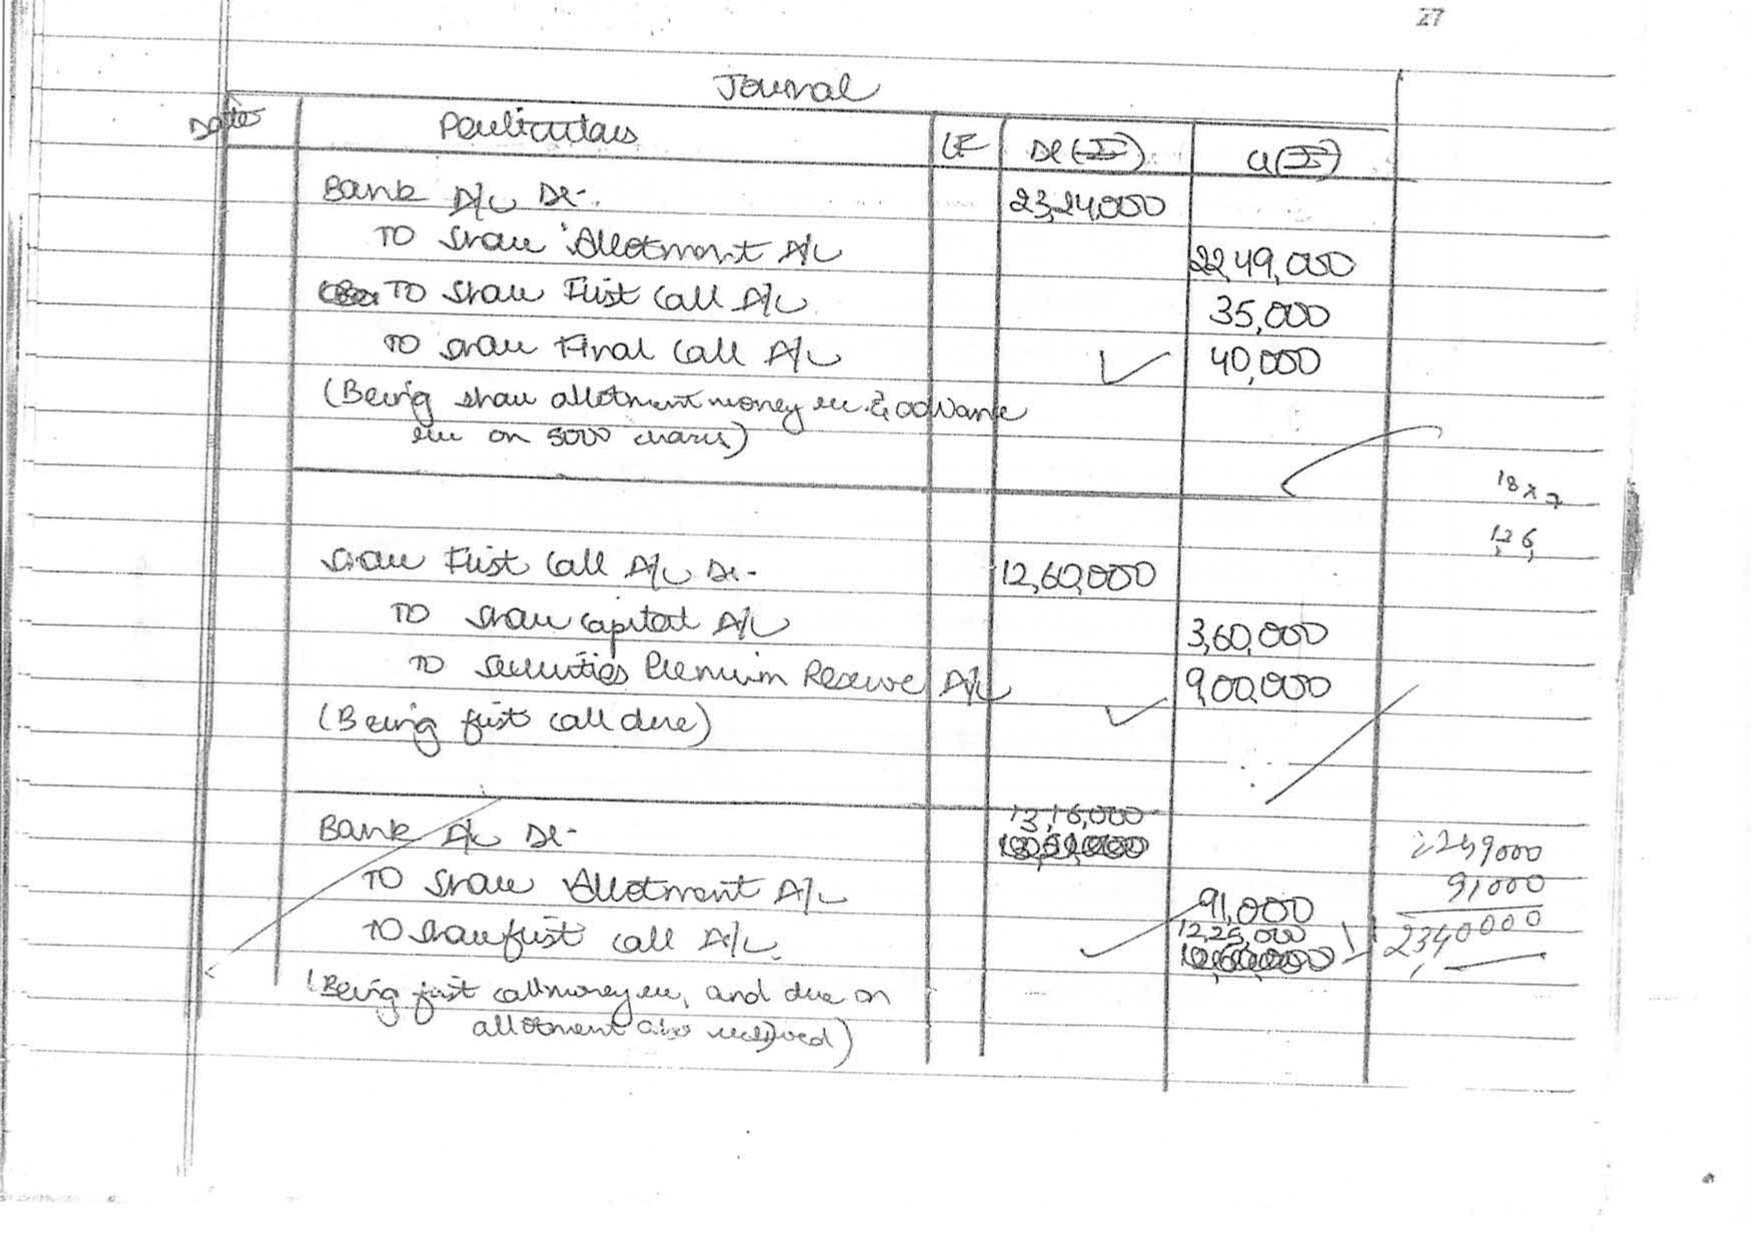 27
Journal
Date Particulars LF Dr(₹) Cr(₹)
Bank A/c Dr. 23,24,000
TO Share Allotment A/c 22,49,000
TO Share First Call A/c 35,000
TO Share Final Call A/c 40,000
(Being share allotment money rec. & advance
rec on 5000 shares)
18 x 7
126
Share First Call A/c Dr- 12,60,000
TO Share Capital A/c 3,60,000
TO Securities Premium Reserve A/c 9,00,000
(Being first call due)
13,16,000
Bank A/c Dr-
2249000
TO Share Allotment A/c 91,000
91000
TO Share first call A/c 12,25,000
2340000
(Being first call money rec, and due on
allotment also received)